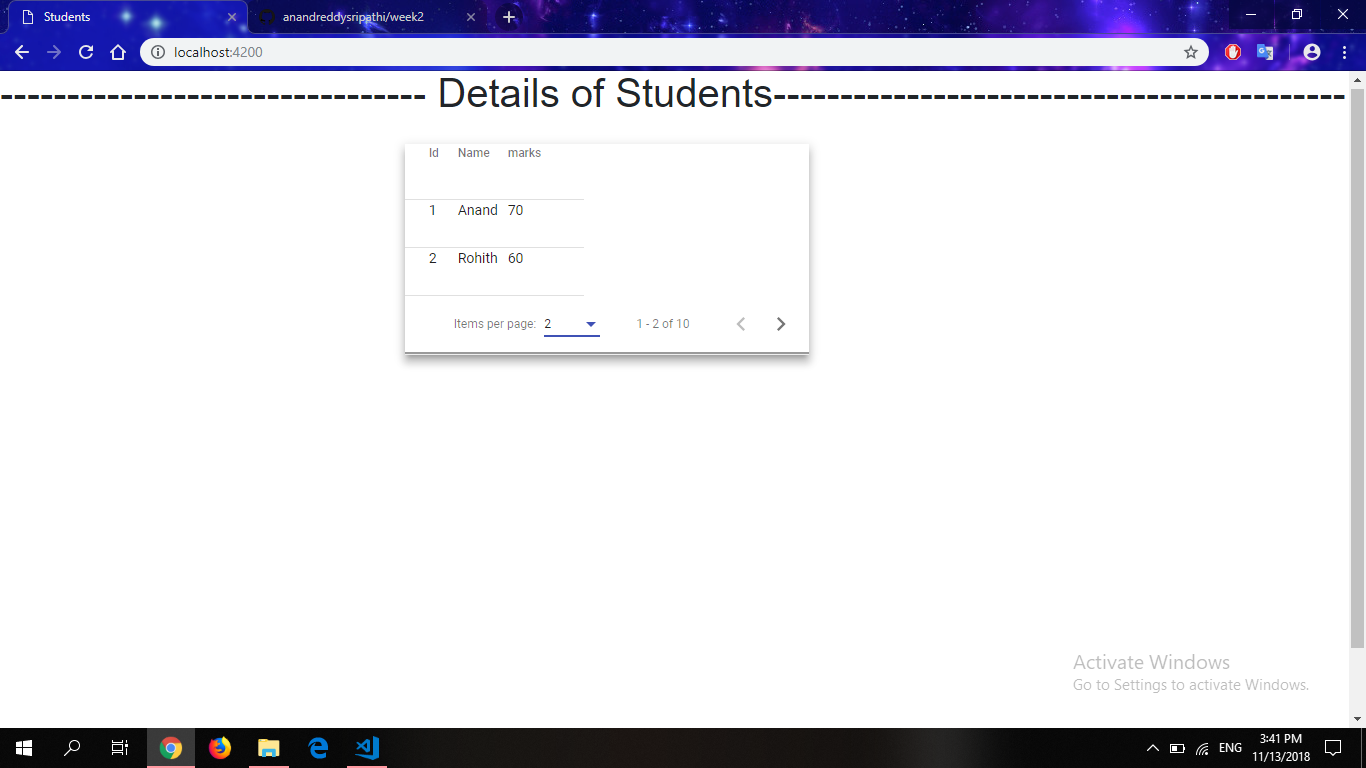 Students
anandreddysripathi/week2
localhost:4200
-------------------------------- Details of Students-------------------------------------------
Id Name marks
1 Anand 70
2 Rohith 60
Items per page: 2 1 - 2 of 10
Activate Windows
Go to Settings to activate Windows.
ENG
3:41 PM
11/13/2018